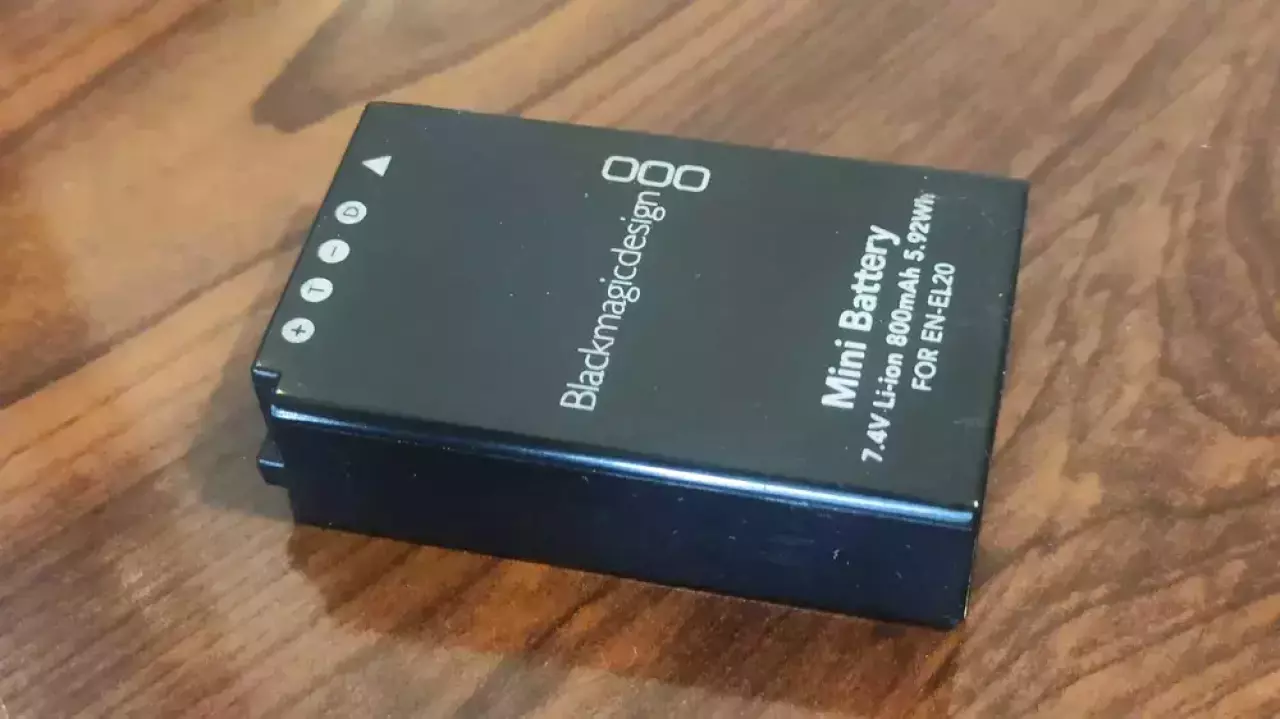 + T - D
Blackmagicdesign
Mini Battery
7.4V Li-ion 800mAh 5.92Wh
FOR EN-EL20